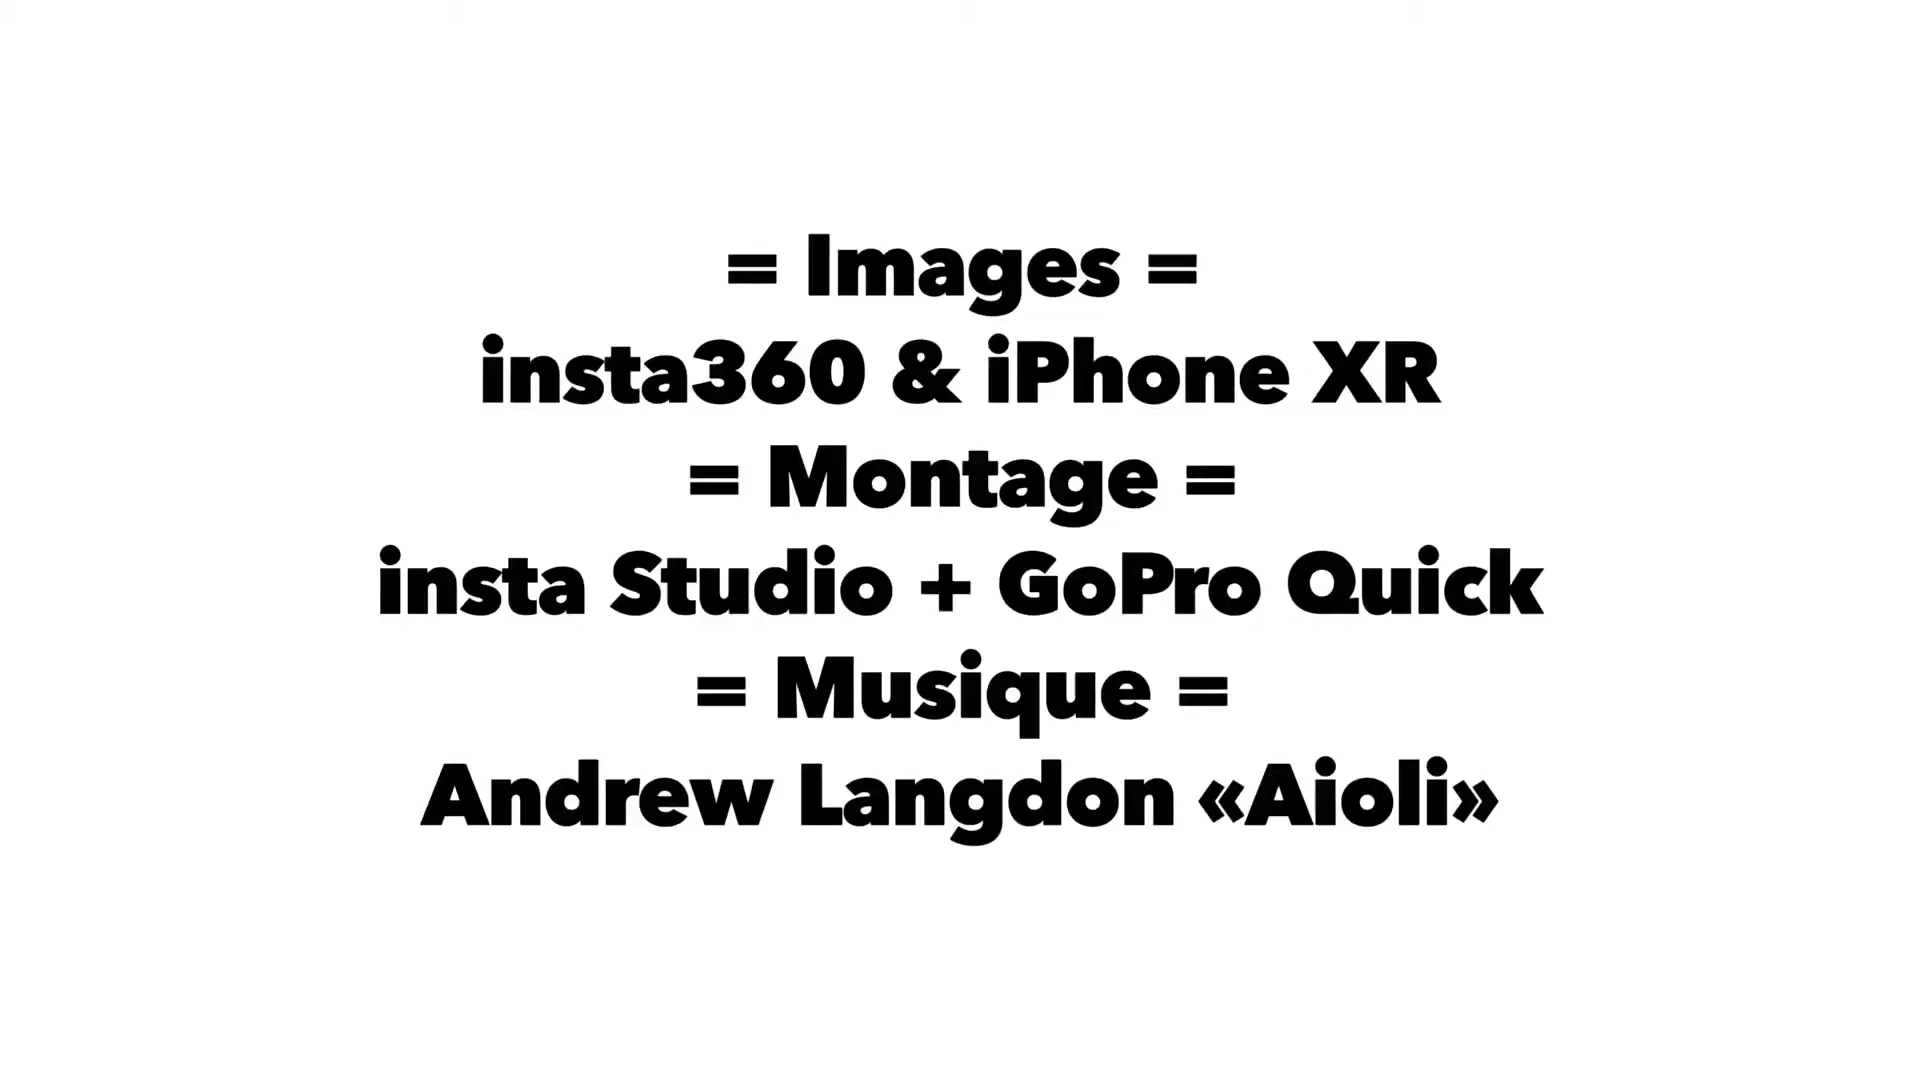 = Images =
insta360 & iPhone XR
= Montage =
insta Studio + GoPro Quick
= Musique =
Andrew Langdon «Aioli»